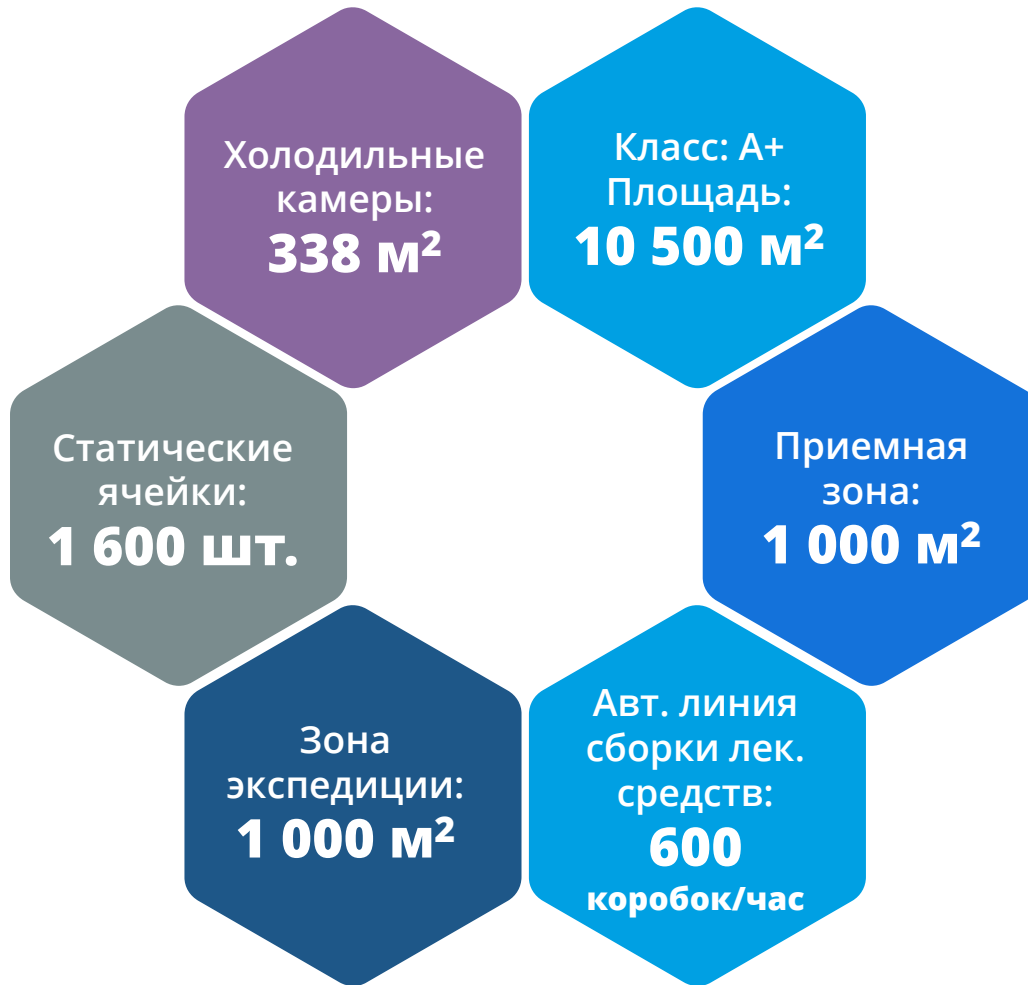 Холодильные
камеры:
338 м²
Класс: А+
Площадь:
10 500 м²
Статические
ячейки:
1 600 шт.
Приемная
зона:
1 000 м²
Зона
экспедиции:
1 000 м²
Авт. линия
сборки лек.
средств:
600
коробок/час